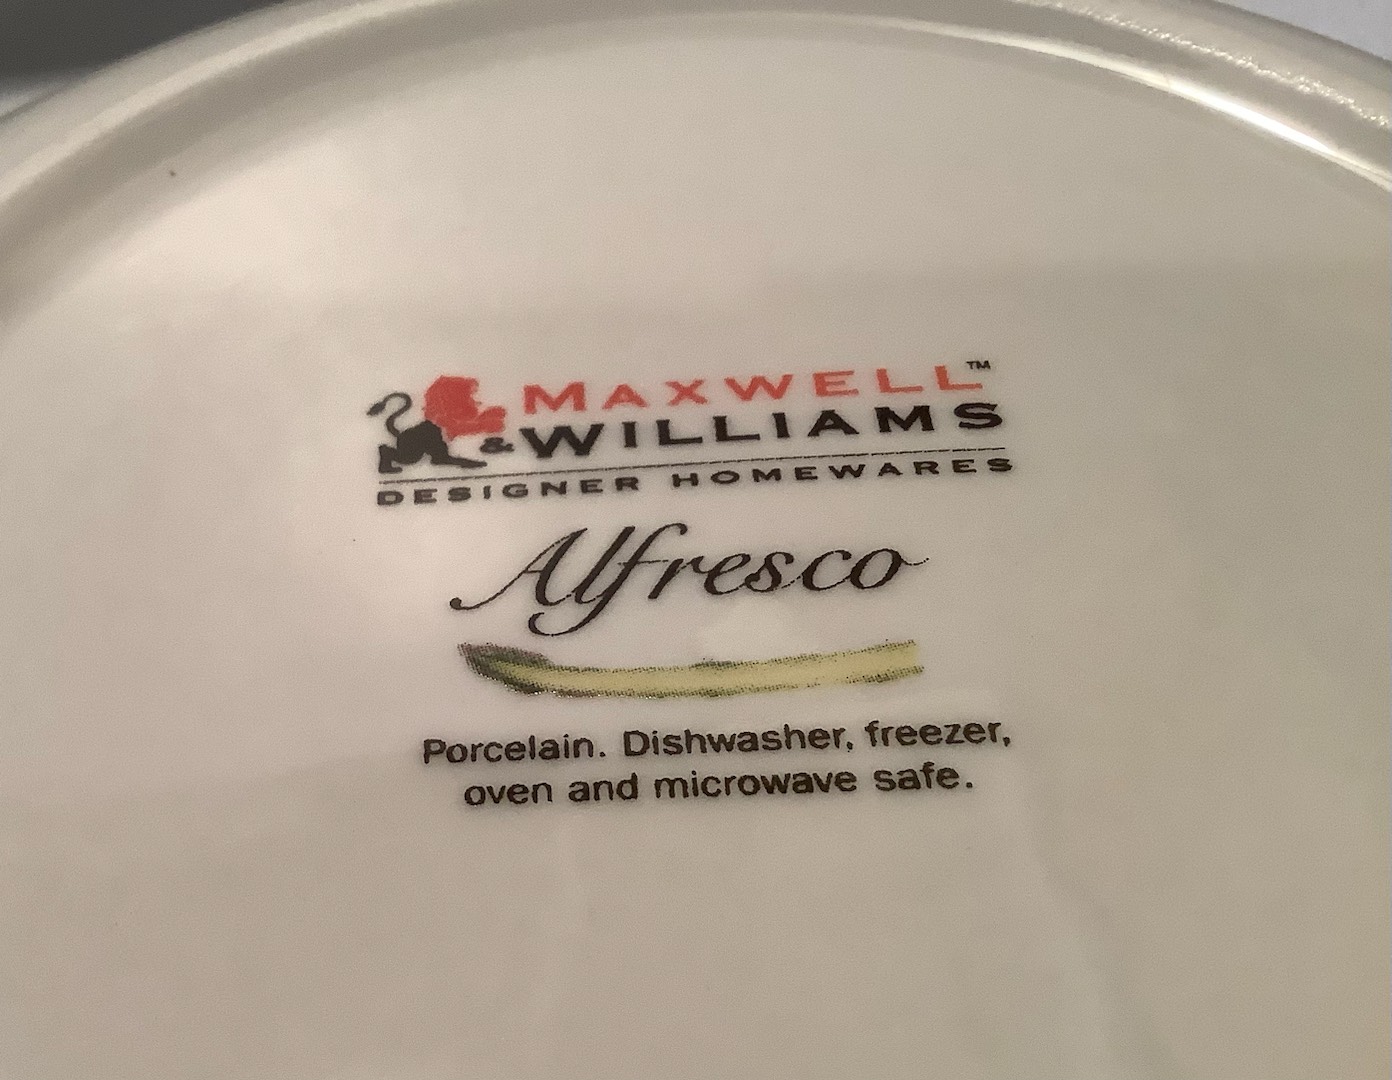 MAXWELL™
& WILLIAMS
DESIGNER HOMEWARES
Alfresco
Porcelain. Dishwasher, freezer,
oven and microwave safe.